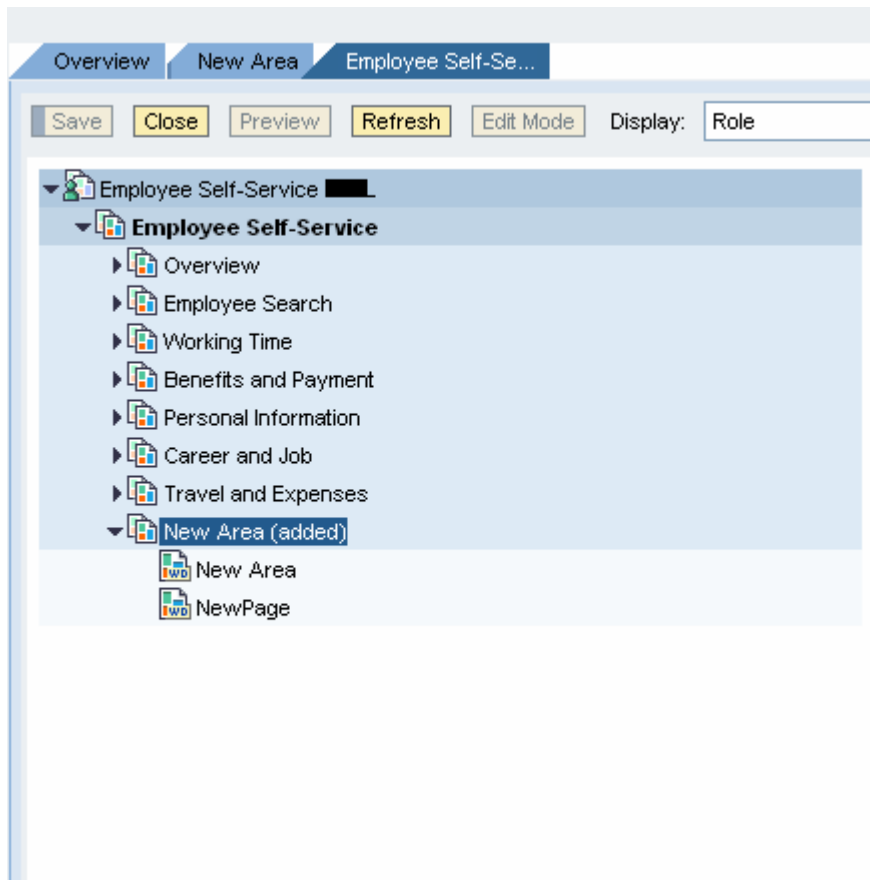 Overview New Area Employee Self-Se...
Save Close Preview Refresh Edit Mode Display: Role
Employee Self-Service L
Employee Self-Service
Overview
Employee Search
Working Time
Benefits and Payment
Personal Information
Career and Job
Travel and Expenses
New Area (added)
WD New Area
WD NewPage